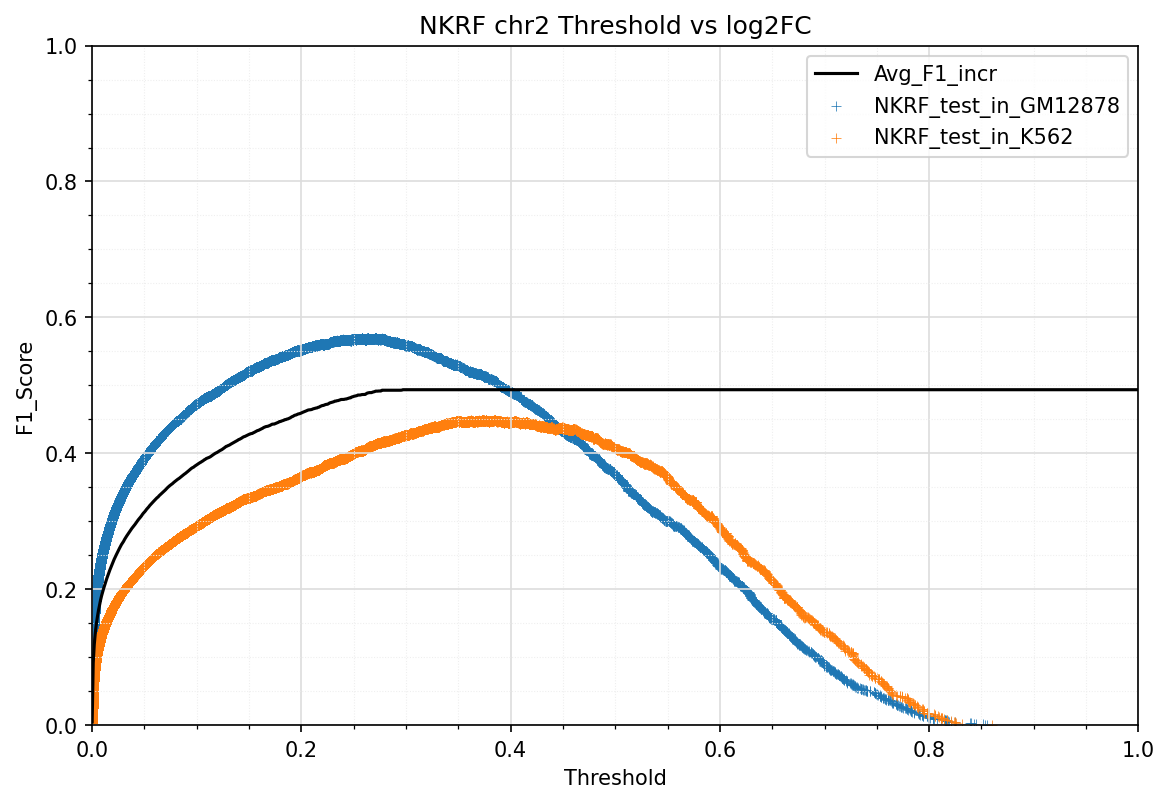 NKRF chr2 Threshold vs log2FC
1.0
0.8
0.6
0.4
0.2
0.0
F1_Score
Avg_F1_incr
NKRF_test_in_GM12878
NKRF_test_in_K562
0.0 0.2 0.4 0.6 0.8 1.0
Threshold